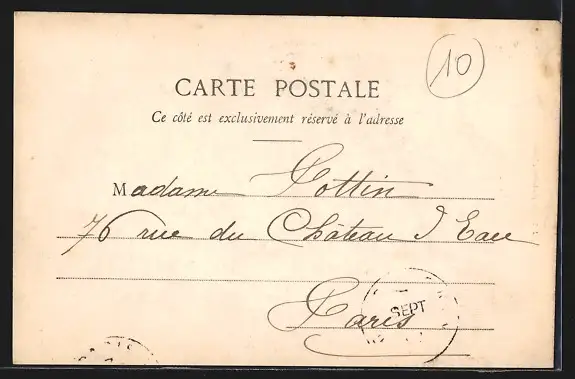 10
CARTE POSTALE
Ce côté est exclusivement réservé à l'adresse
Madame Cottin
76 rue du Château d'Eau
Paris
SEPT